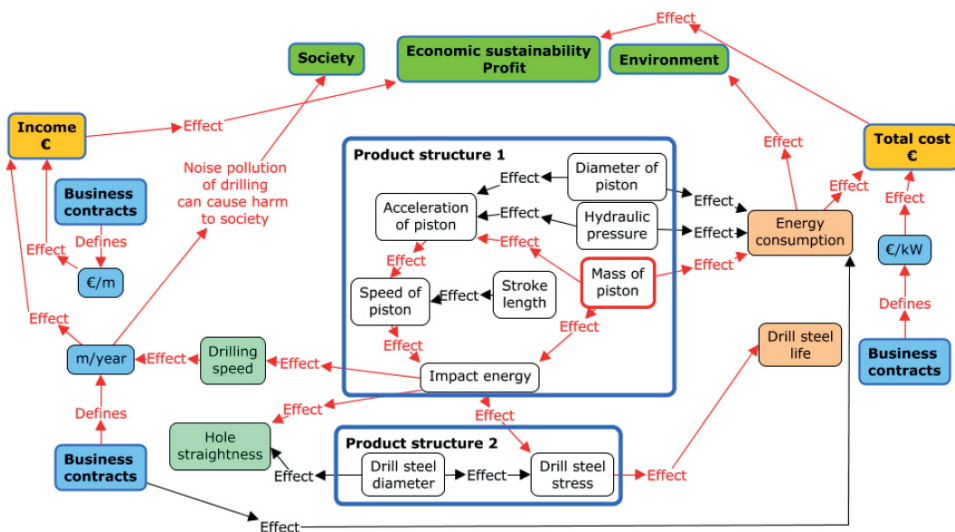 Effect
Society
Economic sustainability
Profit
Environment
Income
€
Effect
Effect
Total cost
€
Noise pollution
of drilling
can cause harm
to society
Product structure 1
Diameter of
piston
Effect
Effect
Business
contracts
Acceleration
of piston
Effect
Hydraulic
pressure
Effect
Energy
consumption
Effect
Defines
Effect
€/m
Effect
Effect
Mass of
piston
€/kW
Speed of
piston
Effect
Stroke
length
Effect
Defines
Effect
Effect
Effect
m/year
Effect
Drilling
speed
Effect
Impact energy
Drill steel
life
Business
contracts
Defines
Effect
Effect
Hole
straightness
Product structure 2
Business
contracts
Effect
Drill steel
diameter
Effect
Drill steel
stress
Effect
Effect